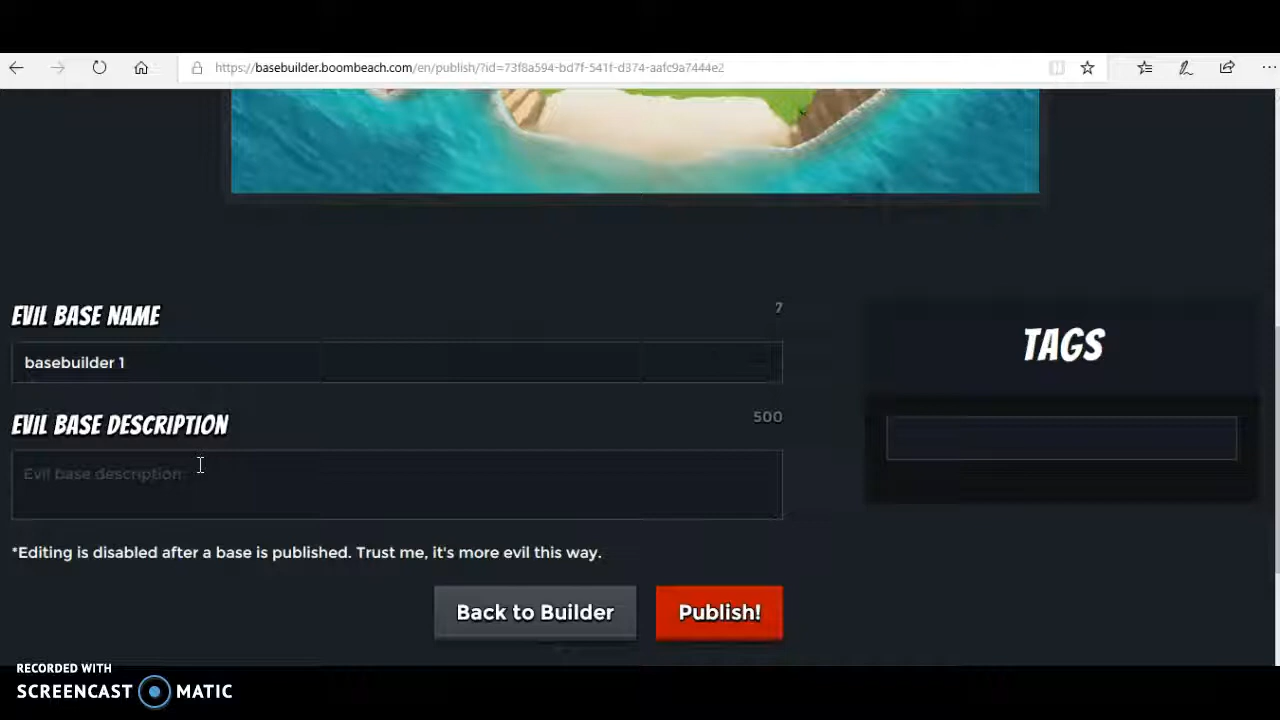 https://basebuilder.boombeach.com/en/publish/?id=73f8a594-bd7f-541f-d374-aafc9a7444e2
EVIL BASE NAME
7
basebuilder 1
EVIL BASE DESCRIPTION
500
Evil base description
*Editing is disabled after a base is published. Trust me, it's more evil this way.
Back to Builder
Publish!
TAGS
RECORDED WITH
SCREENCAST MATIC